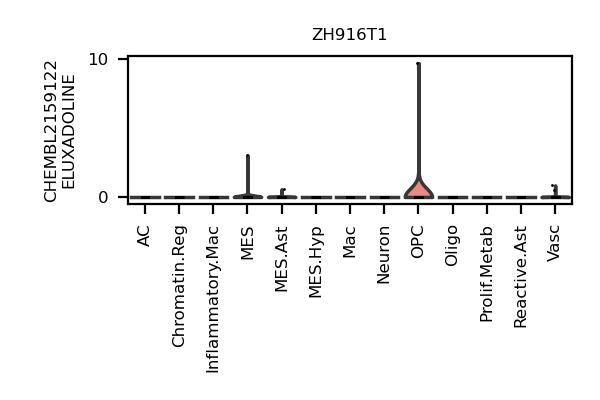 ZH916T1
CHEMBL2159122
ELUXADOLINE
10
0
AC
Chromatin.Reg
Inflammatory.Mac
MES
MES.Ast
MES.Hyp
Mac
Neuron
OPC
Oligo
Prolif.Metab
Reactive.Ast
Vasc